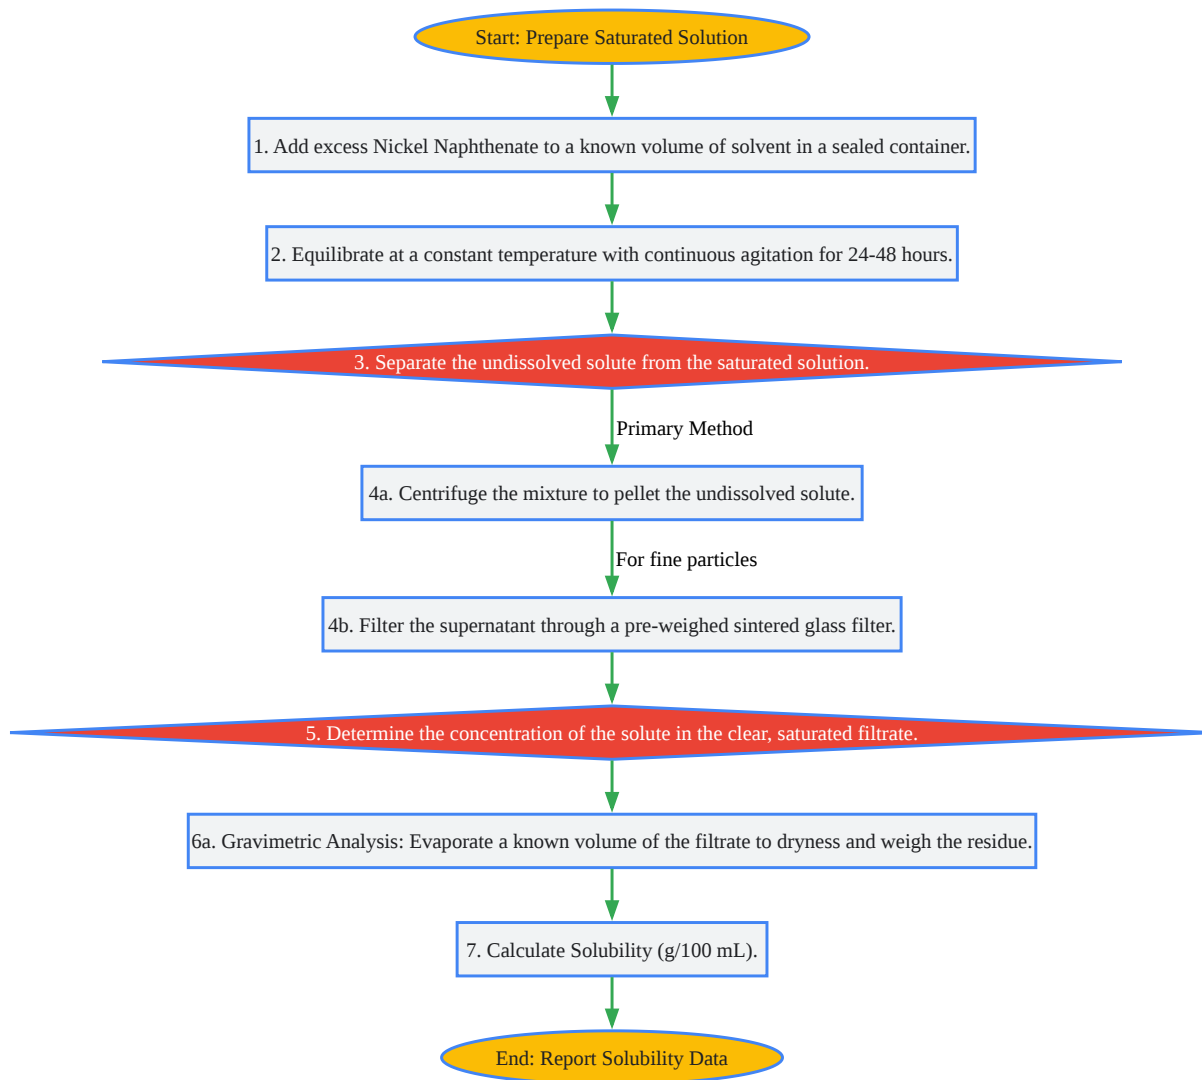 Start: Prepare Saturated Solution
1. Add excess Nickel Naphthenate to a known volume of solvent in a sealed container.
2. Equilibrate at a constant temperature with continuous agitation for 24-48 hours.
3. Separate the undissolved solute from the saturated solution.
Primary Method
4a. Centrifuge the mixture to pellet the undissolved solute.
For fine particles
4b. Filter the supernatant through a pre-weighed sintered glass filter.
5. Determine the concentration of the solute in the clear, saturated filtrate.
6a. Gravimetric Analysis: Evaporate a known volume of the filtrate to dryness and weigh the residue.
7. Calculate Solubility (g/100 mL).
End: Report Solubility Data